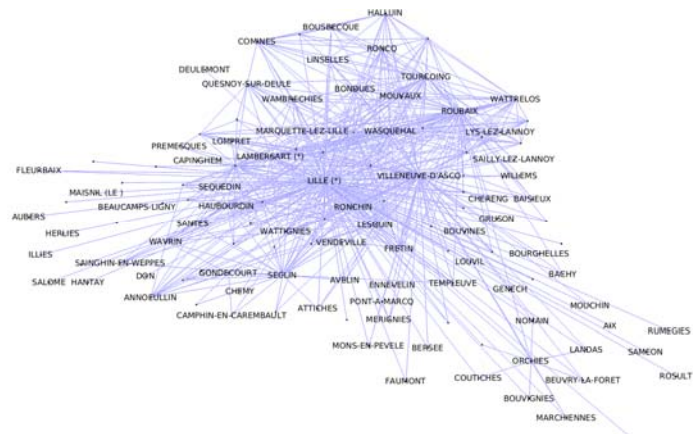 HALLUIN
BOUSBECQUE
COMINES
RONCQ
LINSELLES
DEULEMONT
TOURCOING
QUESNOY-SUR-DEULE
BONDUES
MOUVAUX
WAMBRECHIES
WATTRELOS
ROUBAIX
MARQUETTE-LEZ-LILLE
WASQUEHAL
LYS-LEZ-LANNOY
LOMPRET
PREMESQUES
LAMBERSART (*)
CAPINGHEM
SAILLY-LEZ-LANNOY
FLEURBAIX
VILLENEUVE-D'ASCQ
WILLEMS
LILLE (*)
SEQUEDIN
MAISNIL (LE )
CHERENG
BAISIEUX
BEAUCAMPS-LIGNY
HAUBOURDIN
RONCHIN
AUBERS
GRUSON
SANTES
LESQUIN
HERLIES
WATTIGNIES
BOUVINES
WAVRIN
VENDEVILLE
FRETIN
ILLIES
BOURGHELLES
SAINGHIN-EN-WEPPES
LOUVIL
GONDECOURT
SECLIN
BACHY
DON
SALOME
HANTAY
AVELIN
ENNEVELIN
TEMPLEUVE
GENECH
CHEMY
ANNOEULLIN
PONT-A-MARCQ
MOUCHIN
ATTICHES
CAMPHIN-EN-CAREMBAULT
MERIGNIES
NOMAIN
AIX
RUMEGIES
MONS-EN-PEVELE
BERSEE
LANDAS
SAMEON
ORCHIES
FAUMONT
COUTICHES
BEUVRY-LA-FORET
ROSULT
BOUVIGNIES
MARCHIENNES